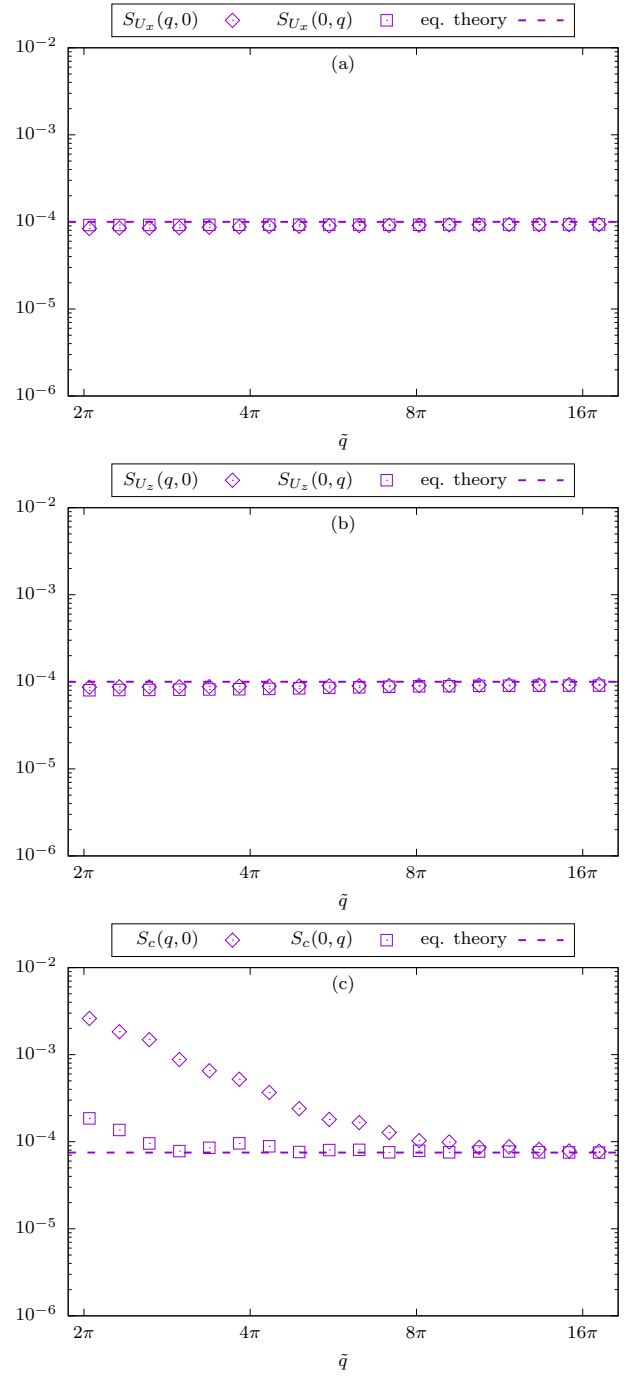 S_{U_x}(q, 0) S_{U_x}(0, q) eq. theory
(a)
10^{-2}
10^{-3}
10^{-4}
10^{-5}
10^{-6}
2π 4π 8π 16π
q̃
S_{U_z}(q, 0) S_{U_z}(0, q) eq. theory
(b)
10^{-2}
10^{-3}
10^{-4}
10^{-5}
10^{-6}
2π 4π 8π 16π
q̃
S_c(q, 0) S_c(0, q) eq. theory
(c)
10^{-2}
10^{-3}
10^{-4}
10^{-5}
10^{-6}
2π 4π 8π 16π
q̃